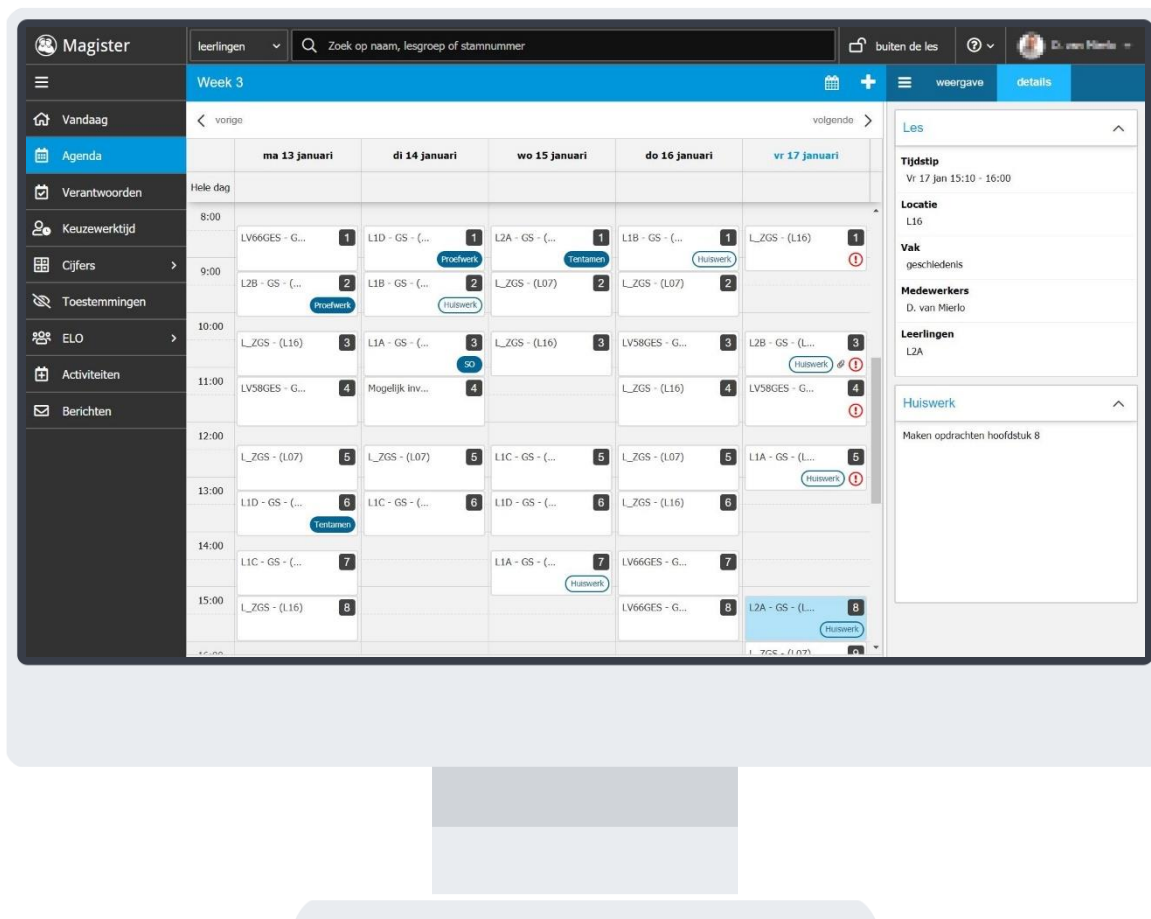 Magister
leerlingen
Zoek op naam, lesgroep of stamnummer
buiten de les
D. van Mierlo
Week 3
weergave
details
Vandaag
Agenda
Verantwoorden
Keuzewerktijd
Cijfers
Toestemmingen
ELO
Activiteiten
Berichten
vorige
volgende
ma 13 januari
di 14 januari
wo 15 januari
do 16 januari
vr 17 januari
Hele dag
8:00
LV66GES - G... 1
L1D - GS - (... 1
Proefwerk
L2A - GS - (... 1
Tentamen
L1B - GS - (... 1
Huiswerk
L_ZGS - (L16) 1
9:00
L2B - GS - (... 2
Proefwerk
L1B - GS - (... 2
Huiswerk
L_ZGS - (L07) 2
L_ZGS - (L07) 2
10:00
L_ZGS - (L16) 3
L1A - GS - (... 3
SO
L_ZGS - (L16) 3
LV58GES - G... 3
L2B - GS - (L... 3
Huiswerk
11:00
LV58GES - G... 4
Mogelijk inv... 4
L_ZGS - (L16) 4
LV58GES - G... 4
12:00
L_ZGS - (L07) 5
L_ZGS - (L07) 5
L1C - GS - (... 5
L_ZGS - (L07) 5
L1A - GS - (L... 5
Huiswerk
13:00
L1D - GS - (... 6
Tentamen
L1C - GS - (... 6
L1D - GS - (... 6
L_ZGS - (L16) 6
14:00
L1C - GS - (... 7
L1A - GS - (... 7
Huiswerk
LV66GES - G... 7
15:00
L_ZGS - (L16) 8
LV66GES - G... 8
L2A - GS - (L... 8
Huiswerk
16:00
L_ZGS - (L07) 9
Les
Tijdstip
Vr 17 jan 15:10 - 16:00
Locatie
L16
Vak
geschiedenis
Medewerkers
D. van Mierlo
Leerlingen
L2A
Huiswerk
Maken opdrachten hoofdstuk 8